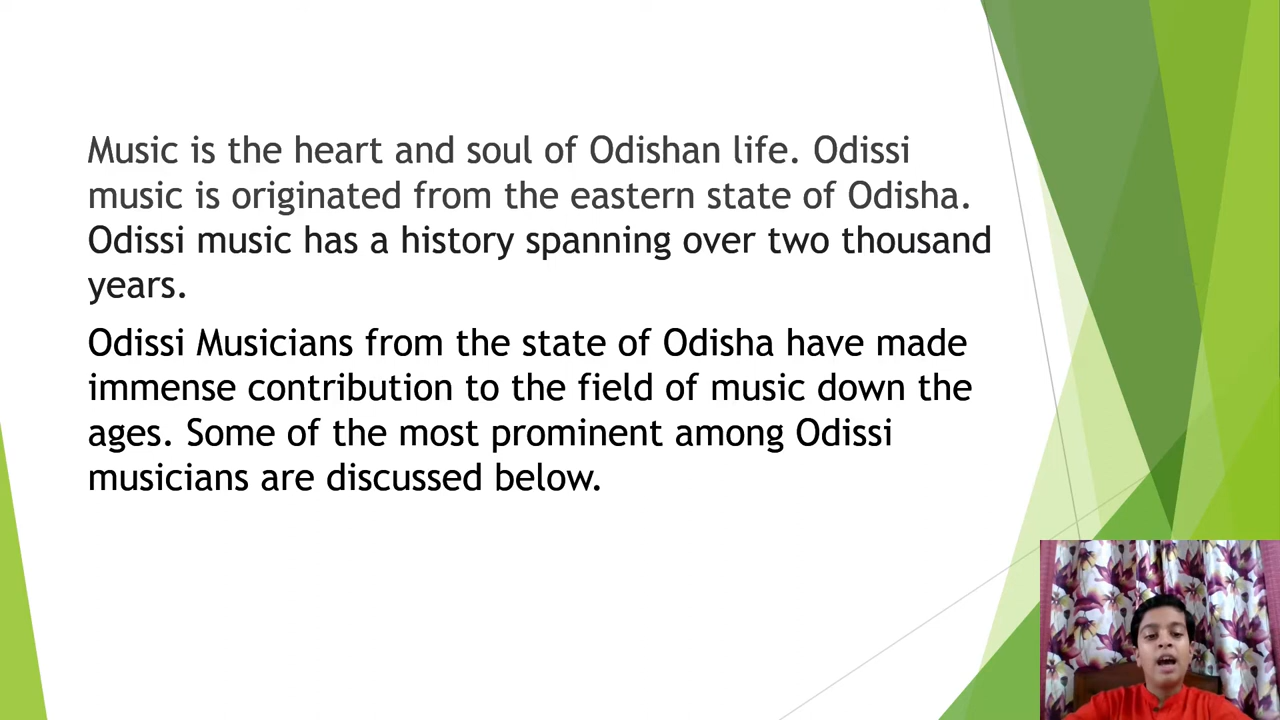 Music is the heart and soul of Odishan life. Odissi
music is originated from the eastern state of Odisha.
Odissi music has a history spanning over two thousand
years.
Odissi Musicians from the state of Odisha have made
immense contribution to the field of music down the
ages. Some of the most prominent among Odissi
musicians are discussed below.